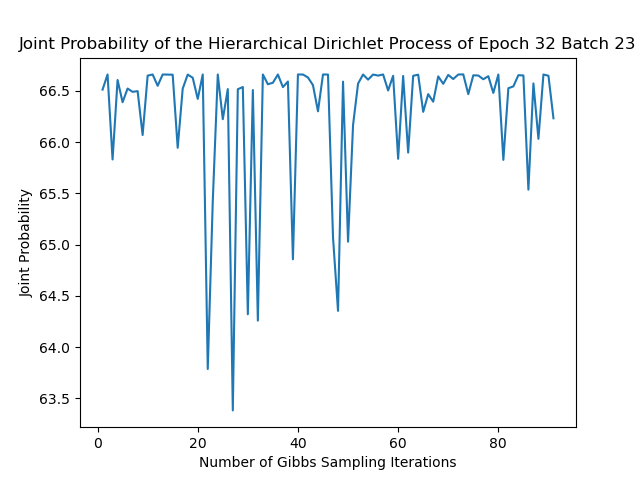 Joint Probability of the Hierarchical Dirichlet Process of Epoch 32 Batch 23
66.5
66.0
65.5
65.0
64.5
64.0
63.5
Joint Probability
0 20 40 60 80
Number of Gibbs Sampling Iterations